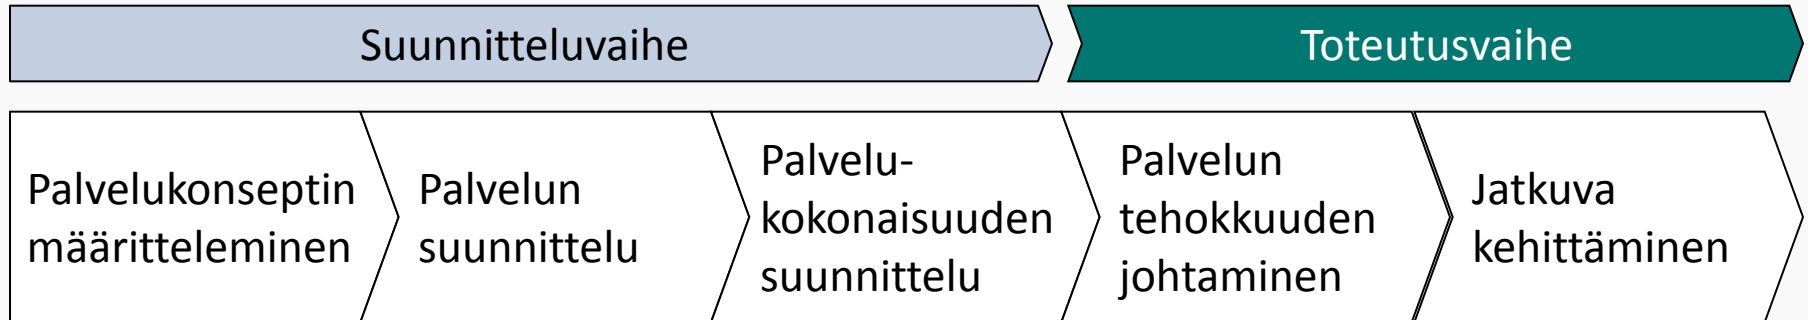 Suunnitteluvaihe
Toteutusvaihe
Palvelukonseptin
määritteleminen
Palvelun
suunnittelu
Palvelu-
kokonaisuuden
suunnittelu
Palvelun
tehokkuuden
johtaminen
Jatkuva
kehittäminen